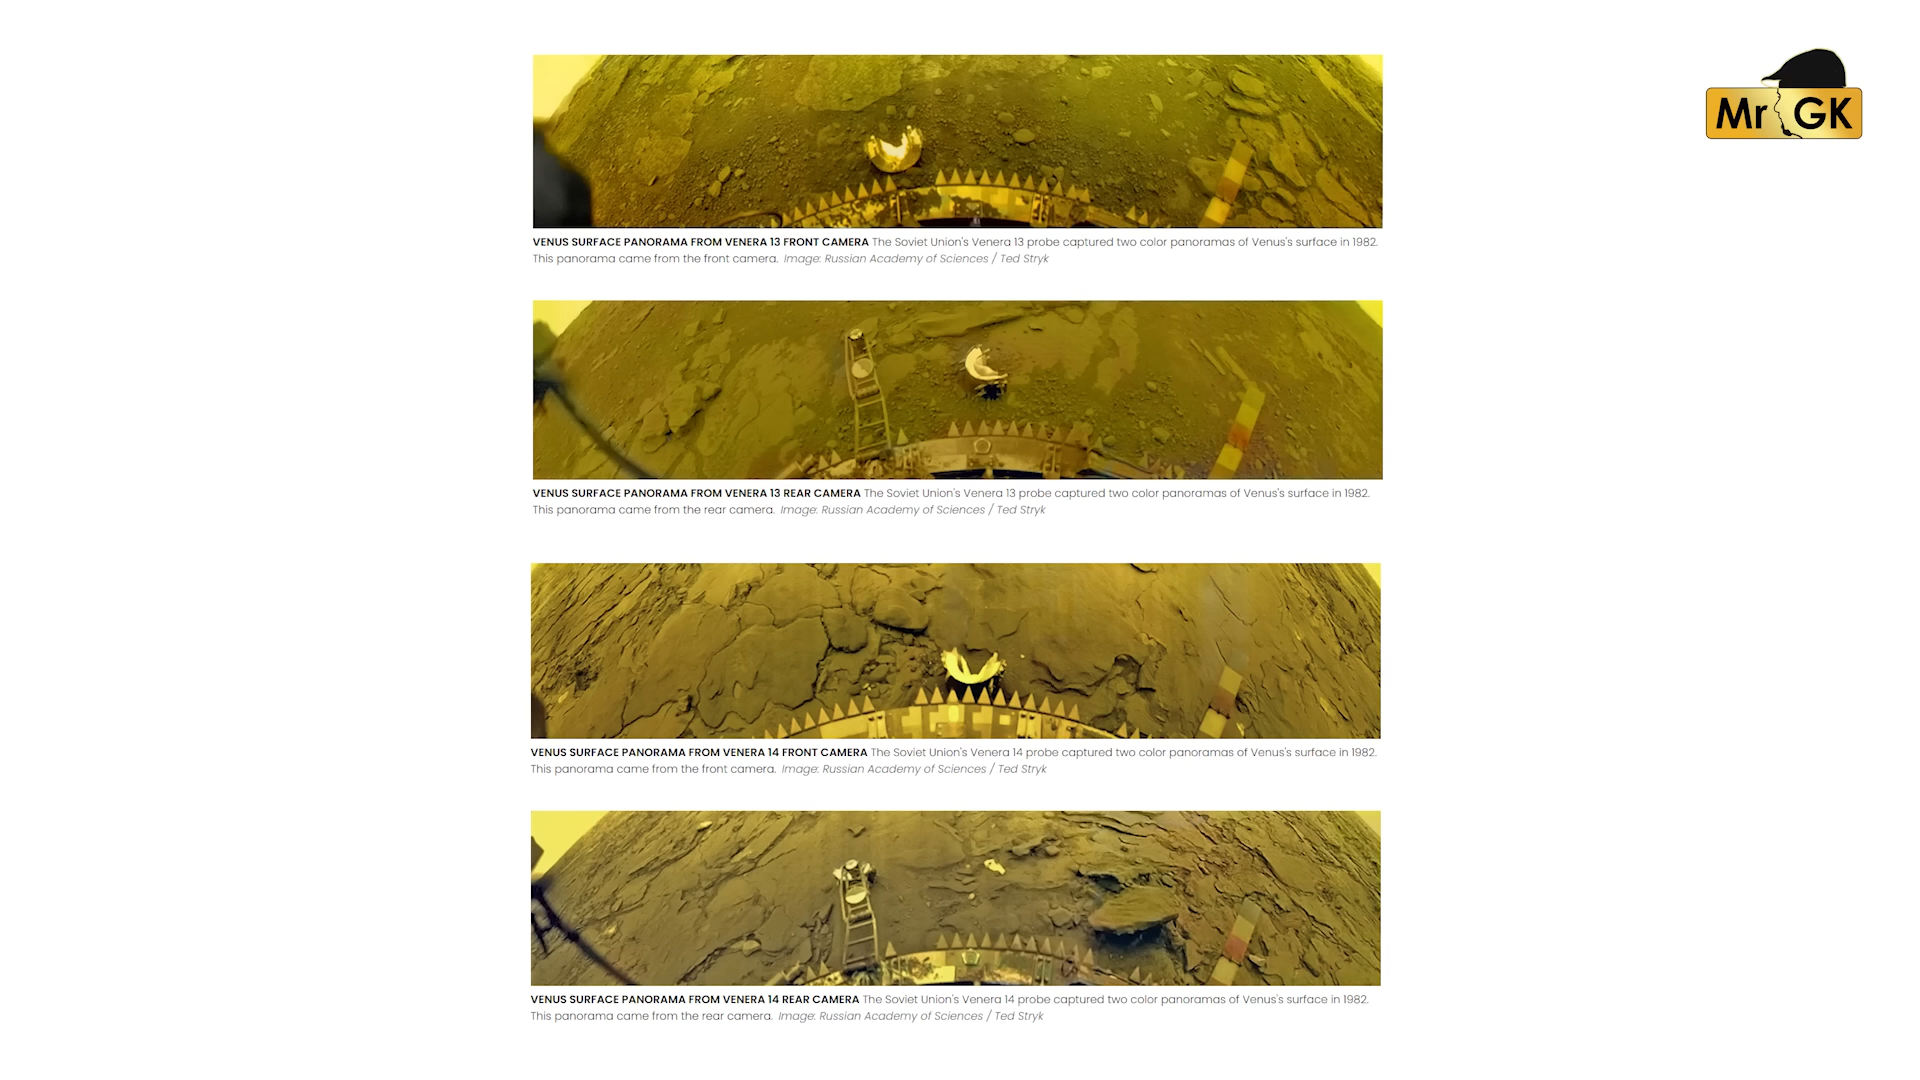 Mr GK
VENUS SURFACE PANORAMA FROM VENERA 13 FRONT CAMERA The Soviet Union's Venera 13 probe captured two color panoramas of Venus's surface in 1982.
This panorama came from the front camera. Image: Russian Academy of Sciences / Ted Stryk
VENUS SURFACE PANORAMA FROM VENERA 13 REAR CAMERA The Soviet Union's Venera 13 probe captured two color panoramas of Venus's surface in 1982.
This panorama came from the rear camera. Image: Russian Academy of Sciences / Ted Stryk
VENUS SURFACE PANORAMA FROM VENERA 14 FRONT CAMERA The Soviet Union's Venera 14 probe captured two color panoramas of Venus's surface in 1982.
This panorama came from the front camera. Image: Russian Academy of Sciences / Ted Stryk
VENUS SURFACE PANORAMA FROM VENERA 14 REAR CAMERA The Soviet Union's Venera 14 probe captured two color panoramas of Venus's surface in 1982.
This panorama came from the rear camera. Image: Russian Academy of Sciences / Ted Stryk